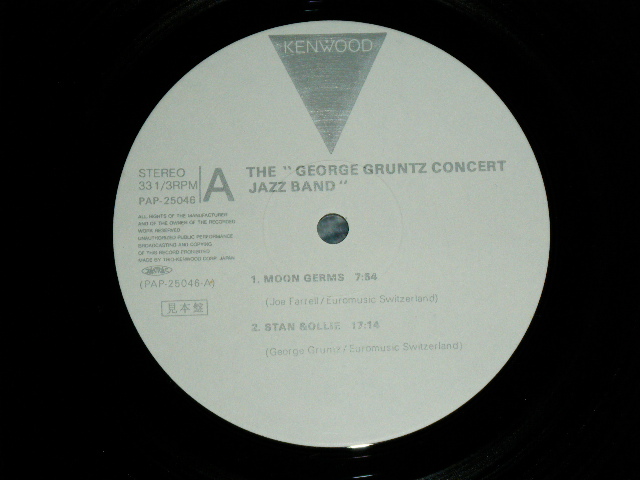 KENWOOD
STEREO
33 1/3RPM
PAP-25046
A
THE "GEORGE GRUNTZ CONCERT
JAZZ BAND"
ALL RIGHTS OF THE MANUFACTURER
AND OF THE OWNER OF THE RECORDED
WORK RESERVED
UNAUTHORISED PUBLIC PERFORMANCE
BROADCASTING AND COPYING
OF THIS RECORD PROHIBITED
MADE BY TRIO-KENWOOD CORP. JAPAN
(PAP-25046-A)
見本盤
1. MOON GERMS 7:54
(Joe Farrell/Euromusic Switzerland)
2. STAN &OLLIE 17:14
(George Gruntz/Euromusic Switzerland)